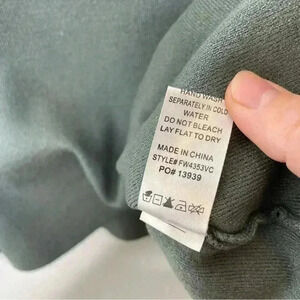 HAND WASH
SEPARATELY IN COLD
WATER
DO NOT BLEACH
LAY FLAT TO DRY
MADE IN CHINA
STYLE# FW4353VC
PO# 13939